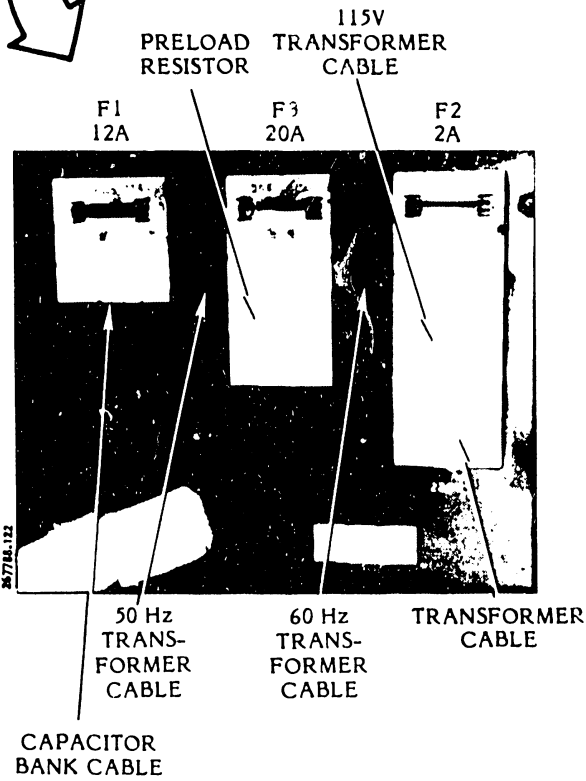 115V
TRANSFORMER
CABLE
PRELOAD
RESISTOR
F1
12A
F3
20A
F2
2A
267788.122
50 Hz
TRANS-
FORMER
CABLE
60 Hz
TRANS-
FORMER
CABLE
TRANSFORMER
CABLE
CAPACITOR
BANK CABLE